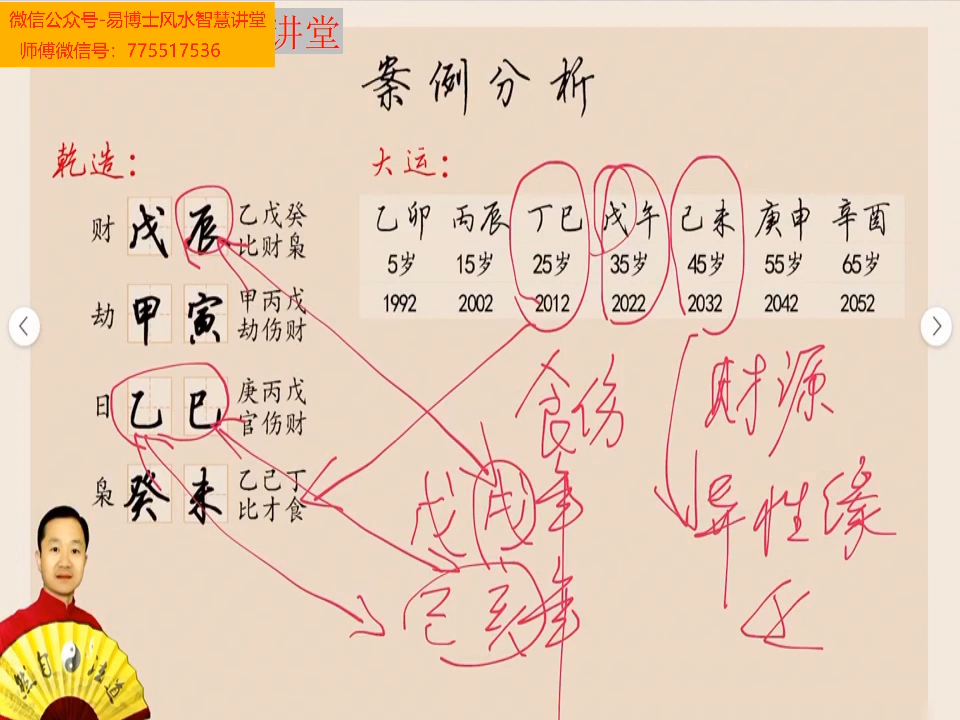 微信公众号-易博士风水智慧讲堂
师傅微信号：775517536
讲堂
案例分析
乾造：
财 戊 辰 乙戊癸
比财枭
劫 甲 寅 甲丙戊
劫伤财
日 乙 巳 庚丙戊
官伤财
枭 癸 未 乙己丁
比才食
大运：
乙卯 丙辰 丁巳 戊午 己未 庚申 辛酉
5岁 15岁 25岁 35岁 45岁 55岁 65岁
1992 2002 2012 2022 2032 2042 2052
食伤
财源
戊戌年
异性缘
己亥年
正